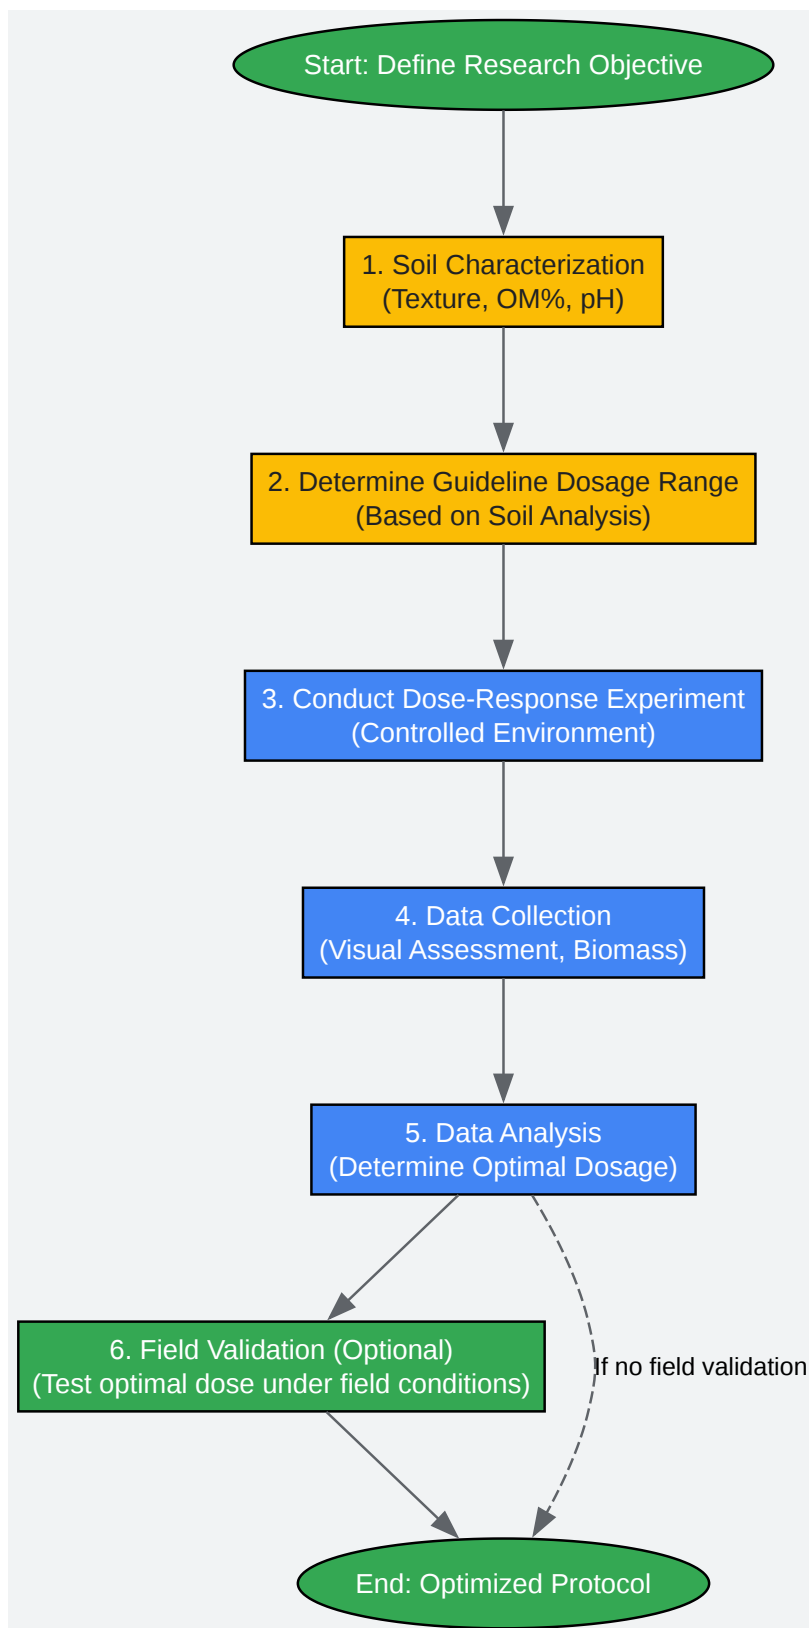 Start: Define Research Objective
1. Soil Characterization
(Texture, OM%, pH)
2. Determine Guideline Dosage Range
(Based on Soil Analysis)
3. Conduct Dose-Response Experiment
(Controlled Environment)
4. Data Collection
(Visual Assessment, Biomass)
5. Data Analysis
(Determine Optimal Dosage)
6. Field Validation (Optional)
(Test optimal dose under field conditions)
If no field validation
End: Optimized Protocol